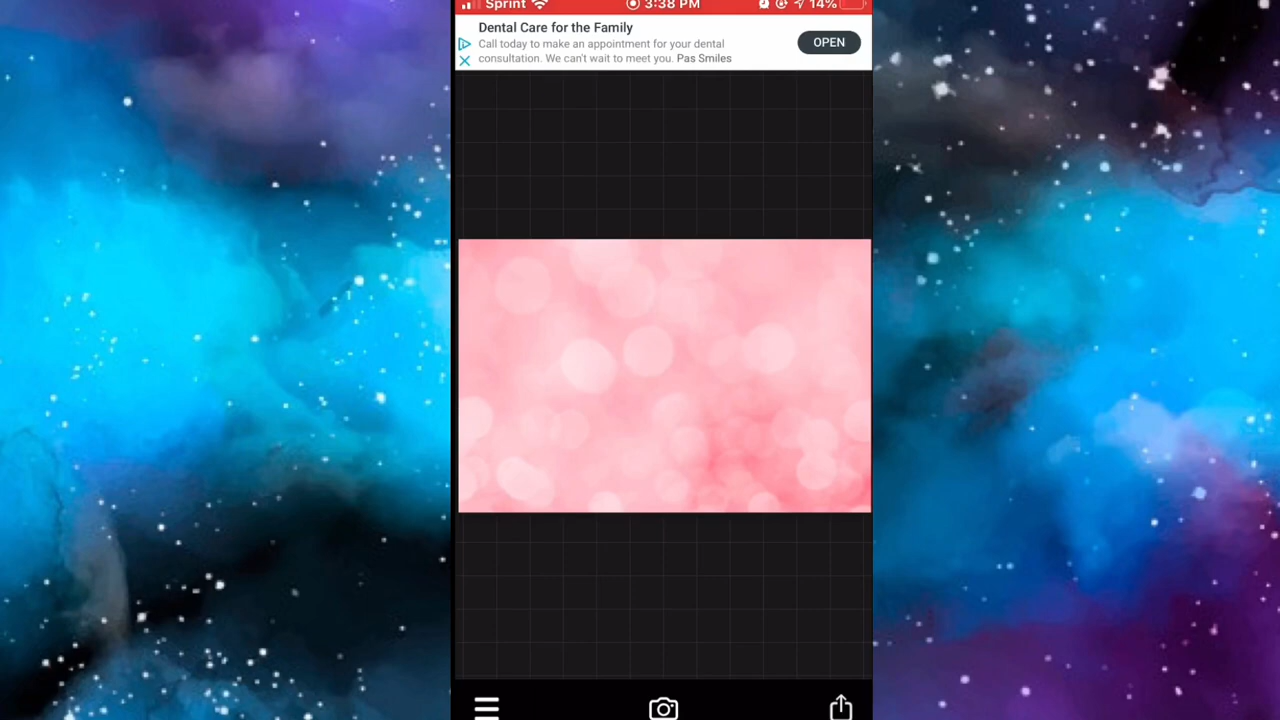 Sprint 3:38 PM 14%
Dental Care for the Family
Call today to make an appointment for your dental
consultation. We can't wait to meet you. Pas Smiles
OPEN